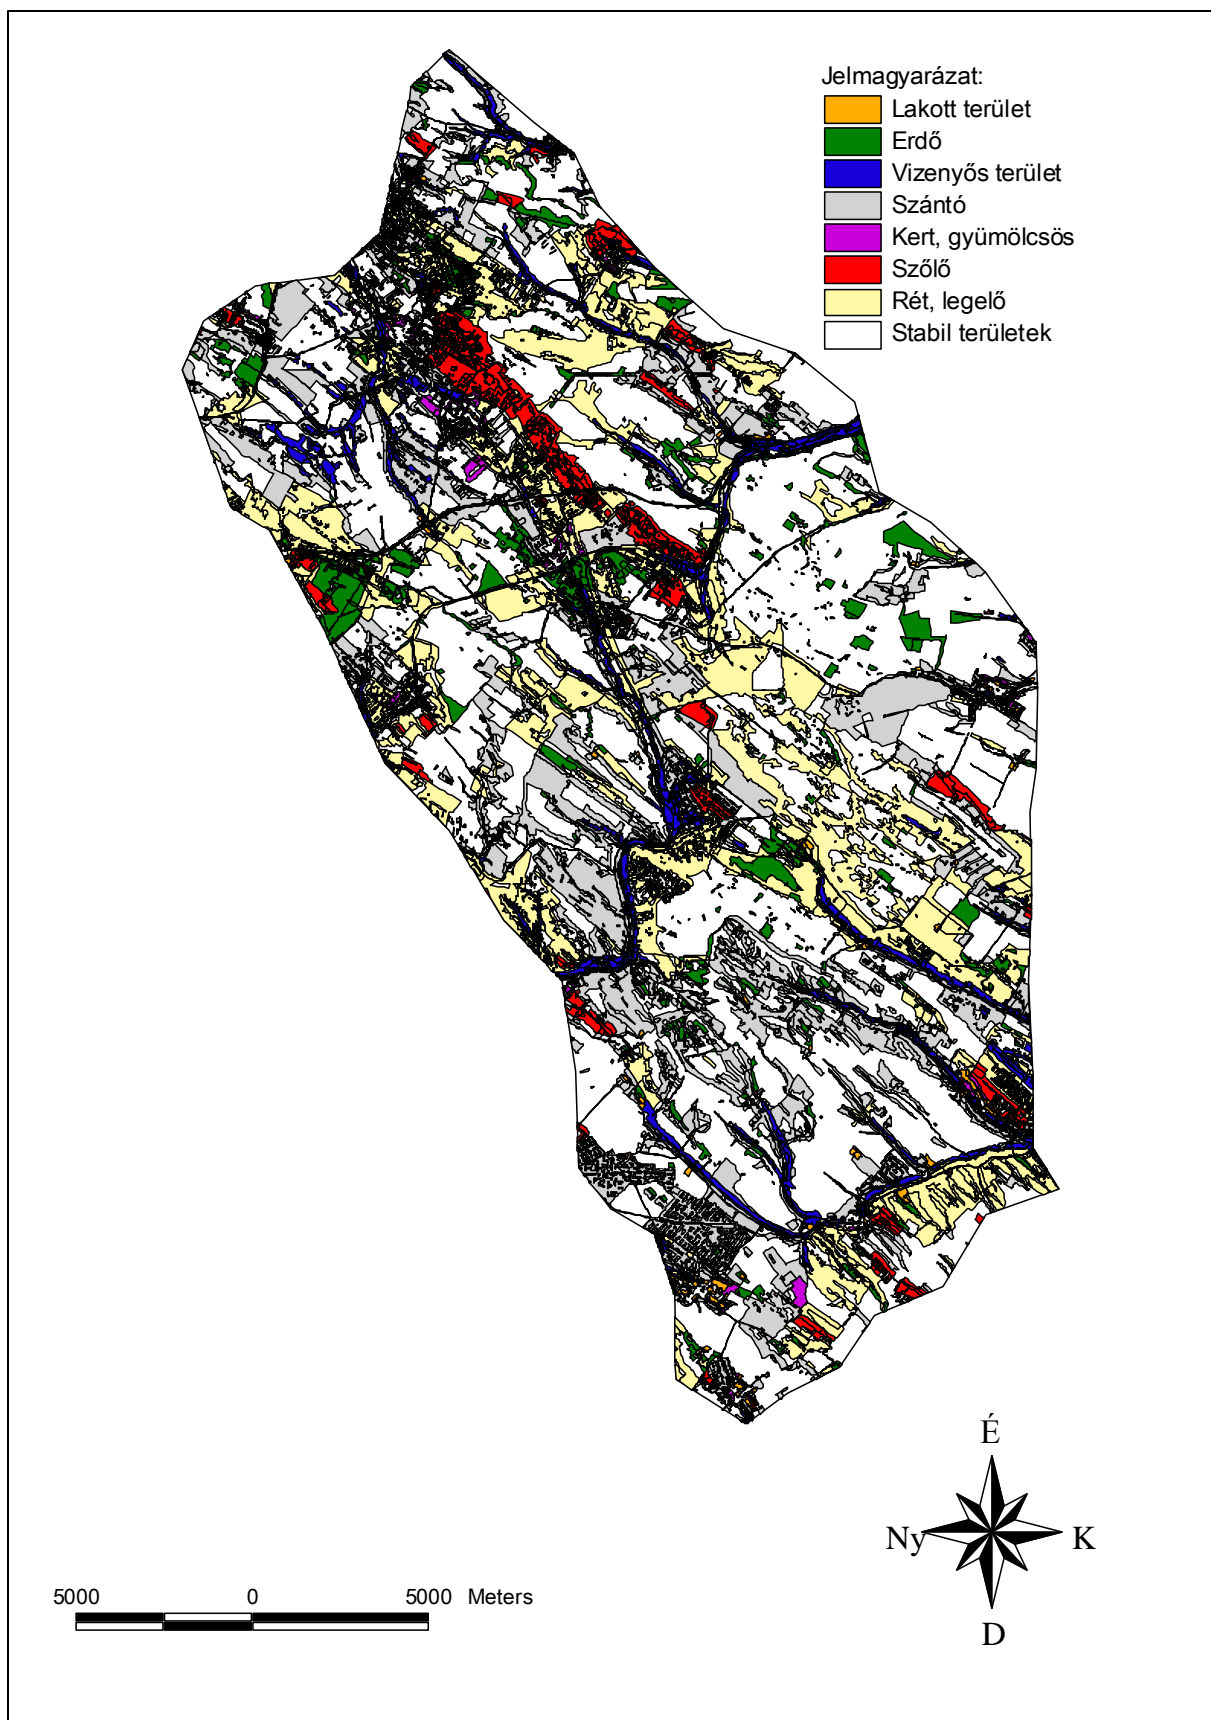 Jelmagyarázat:
Lakott terület
Erdő
Vizenyős terület
Szántó
Kert, gyümölcsös
Szőlő
Rét, legelő
Stabil területek
É
Ny
K
D
5000 0 5000 Meters